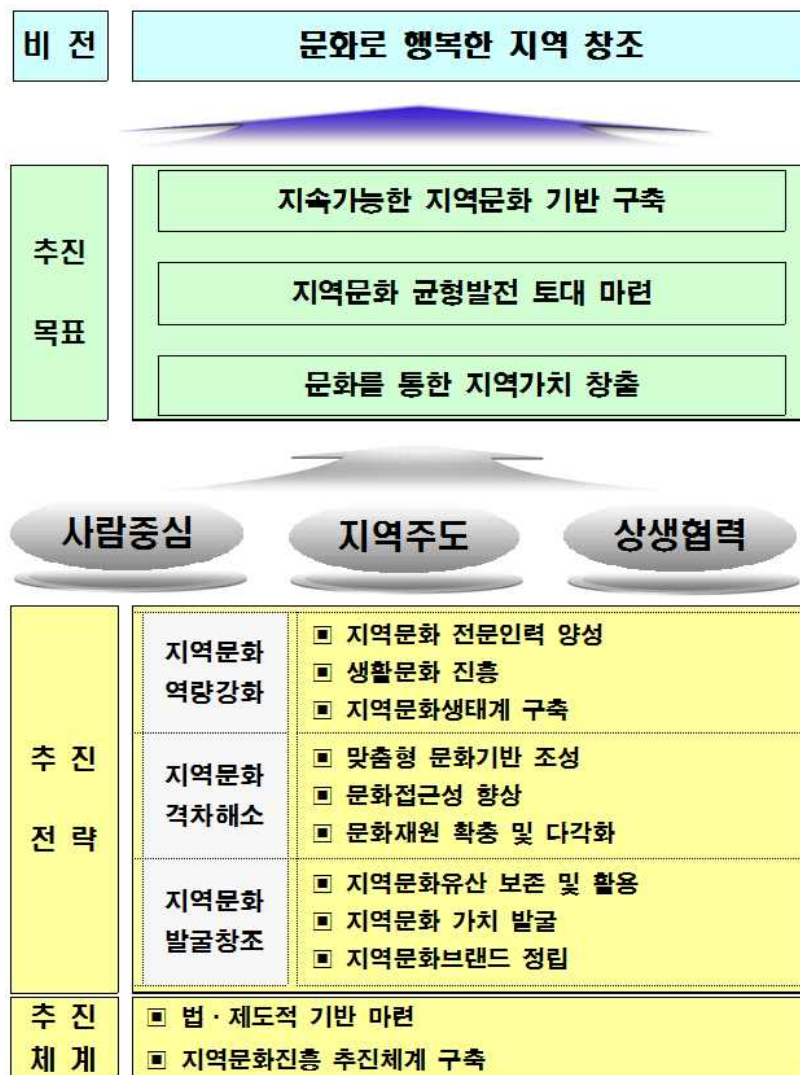 비 전
문화로 행복한 지역 창조
추진
목표
지속가능한 지역문화 기반 구축
지역문화 균형발전 토대 마련
문화를 통한 지역가치 창출
사람중심
지역주도
상생협력
추 진
전 략
지역문화
역량강화
▣ 지역문화 전문인력 양성
▣ 생활문화 진흥
▣ 지역문화생태계 구축
지역문화
격차해소
▣ 맞춤형 문화기반 조성
▣ 문화접근성 향상
▣ 문화재원 확충 및 다각화
지역문화
발굴창조
▣ 지역문화유산 보존 및 활용
▣ 지역문화 가치 발굴
▣ 지역문화브랜드 정립
추 진
체 계
▣ 법·제도적 기반 마련
▣ 지역문화진흥 추진체계 구축